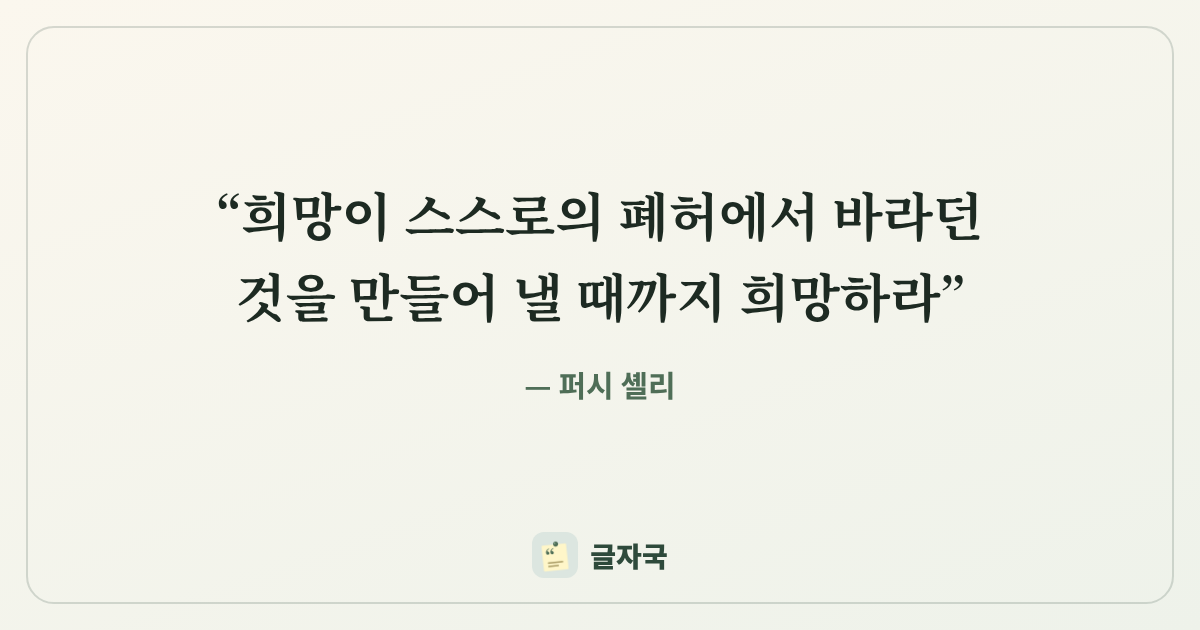 “희망이 스스로의 폐허에서 바라던
것을 만들어 낼 때까지 희망하라”
— 퍼시 셸리
글자국